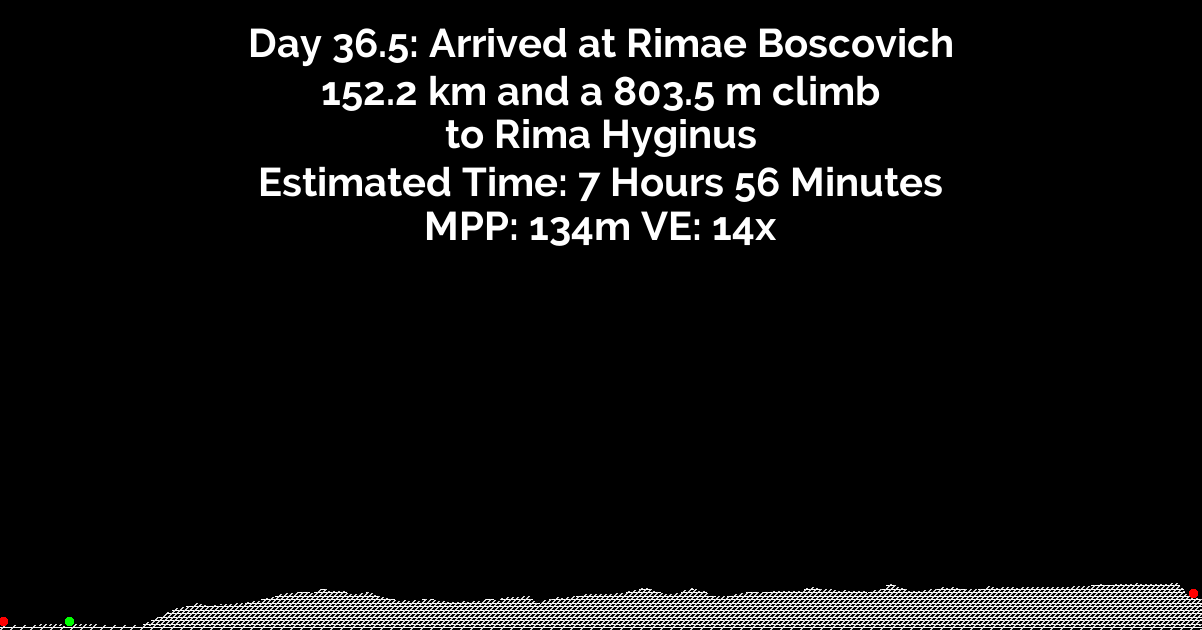 Day 36.5: Arrived at Rimae Boscovich
152.2 km and a 803.5 m climb
to Rima Hyginus
Estimated Time: 7 Hours 56 Minutes
MPP: 134m VE: 14x